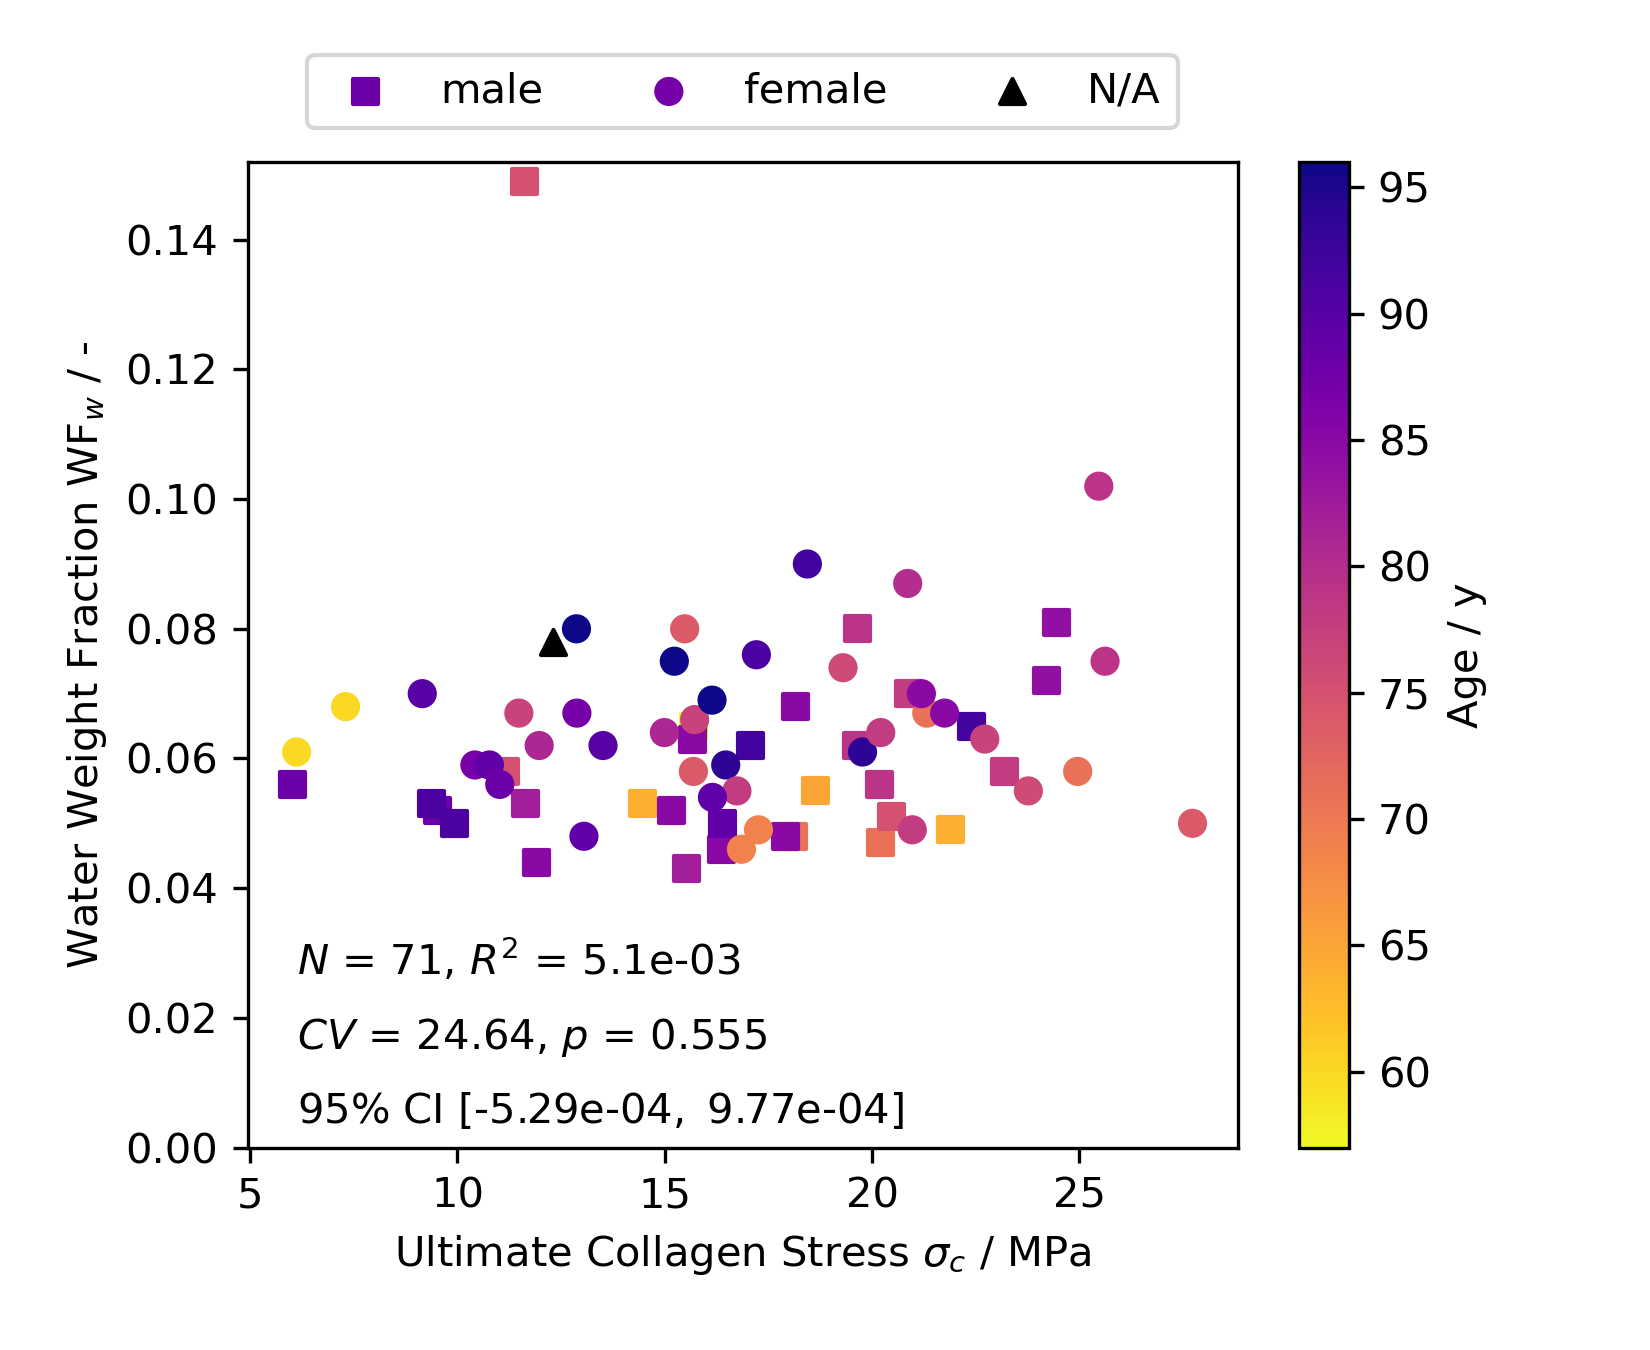 male female N/A
0.14
0.12
0.10
0.08
0.06
0.04
0.02
0.00
Water Weight Fraction WF_w / -
N = 71, R² = 5.1e-03
CV = 24.64, p = 0.555
95% CI [-5.29e-04, 9.77e-04]
5 10 15 20 25
Ultimate Collagen Stress σ_c / MPa
95
90
85
80
75
70
65
60
Age / y